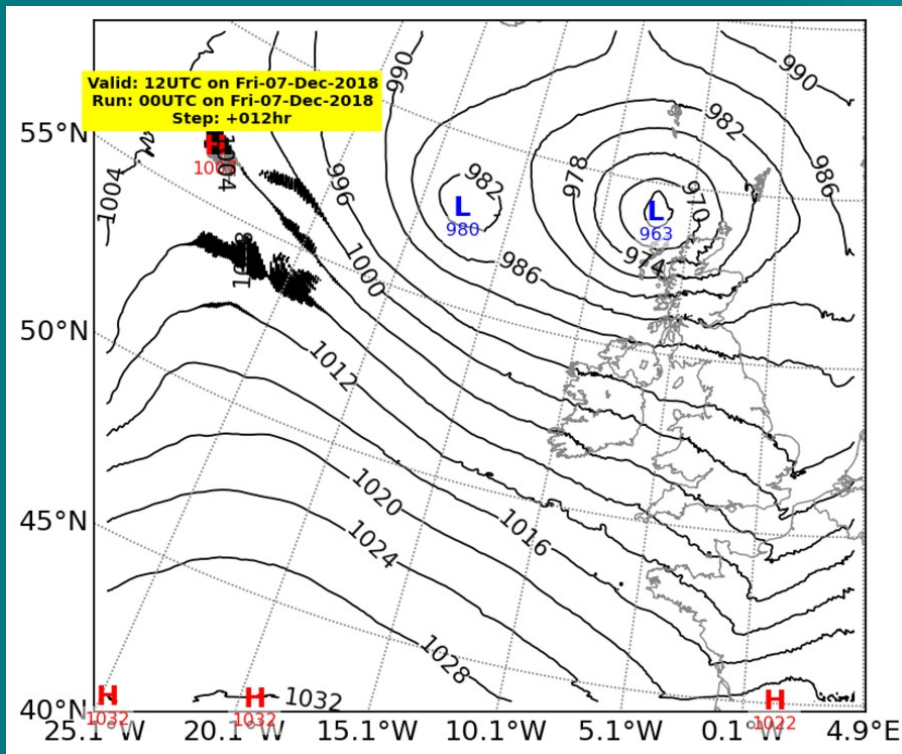 990
990
Valid: 12UTC on Fri-07-Dec-2018
Run: 00UTC on Fri-07-Dec-2018
Step: +012hr
55°N
982
H
1004
1004
996
982
978
970
986
L
980
L
963
974
986
1000
50°N
1012
1020
1016
1024
45°N
1028
H
1032
H
1032
1032
H
1022
40°N
25.1°W
20.1°W
15.1°W
10.1°W
5.1°W
0.1°W
4.9°E